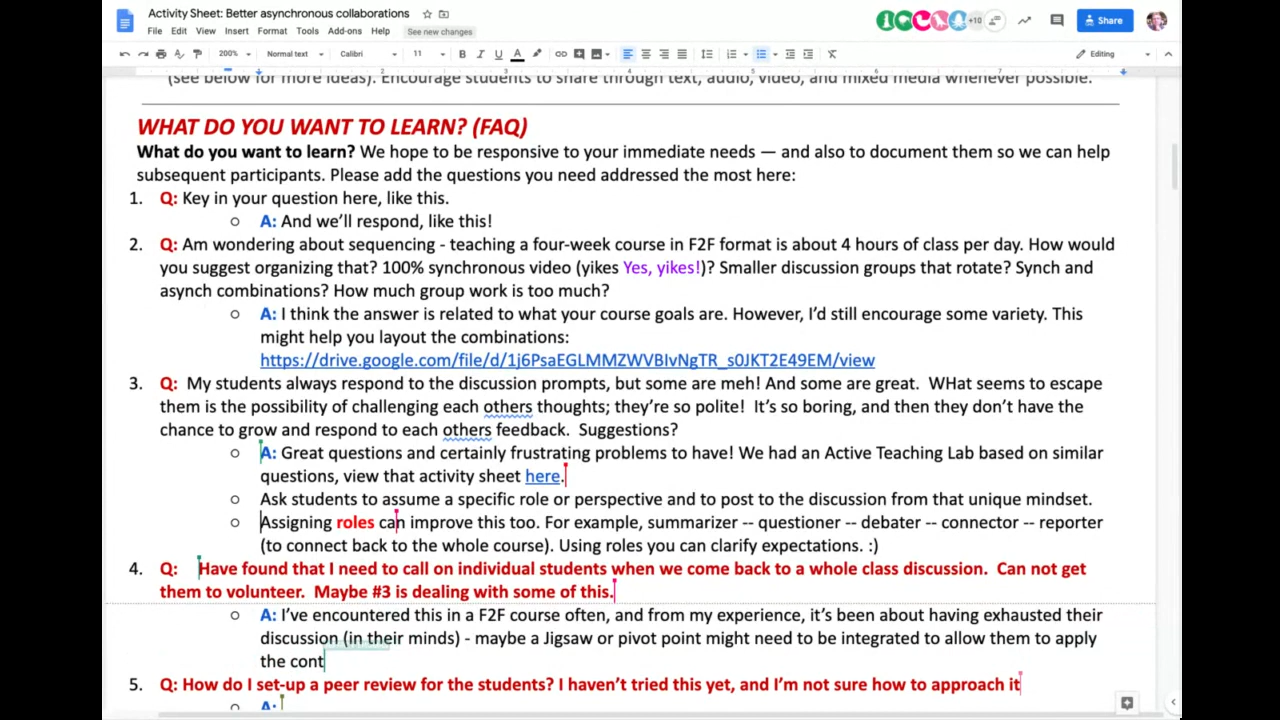 Activity Sheet: Better asynchronous collaborations
+10
Share
File Edit View Insert Format Tools Add-ons Help See new changes
200% Normal text Calibri 11 B I U A Editing
2 3 4 5 6 7
(see below for more ideas). Encourage students to share through text, audio, video, and mixed media whenever possible.
WHAT DO YOU WANT TO LEARN? (FAQ)
What do you want to learn? We hope to be responsive to your immediate needs — and also to document them so we can help
subsequent participants. Please add the questions you need addressed the most here:
1. Q: Key in your question here, like this.
○ A: And we’ll respond, like this!
2. Q: Am wondering about sequencing - teaching a four-week course in F2F format is about 4 hours of class per day. How would
you suggest organizing that? 100% synchronous video (yikes Yes, yikes!)? Smaller discussion groups that rotate? Synch and
asynch combinations? How much group work is too much?
○ A: I think the answer is related to what your course goals are. However, I’d still encourage some variety. This
might help you layout the combinations:
https://drive.google.com/file/d/1j6PsaEGLMMZWVBIvNgTR_s0JKT2E49EM/view
3. Q: My students always respond to the discussion prompts, but some are meh! And some are great. WHat seems to escape
them is the possibility of challenging each others thoughts; they’re so polite! It’s so boring, and then they don’t have the
chance to grow and respond to each others feedback. Suggestions?
○ A: Great questions and certainly frustrating problems to have! We had an Active Teaching Lab based on similar
questions, view that activity sheet here.
○ Ask students to assume a specific role or perspective and to post to the discussion from that unique mindset.
○ Assigning roles can improve this too. For example, summarizer -- questioner -- debater -- connector -- reporter
(to connect back to the whole course). Using roles you can clarify expectations. :)
4. Q: Have found that I need to call on individual students when we come back to a whole class discussion. Can not get
them to volunteer. Maybe #3 is dealing with some of this.
○ A: I’ve encountered this in a F2F course often, and from my experience, it’s been about having exhausted their
discussion (in their minds) - maybe a Jigsaw or pivot point might need to be integrated to allow them to apply
the cont
5. Q: How do I set-up a peer review for the students? I haven’t tried this yet, and I’m not sure how to approach it
○ A: